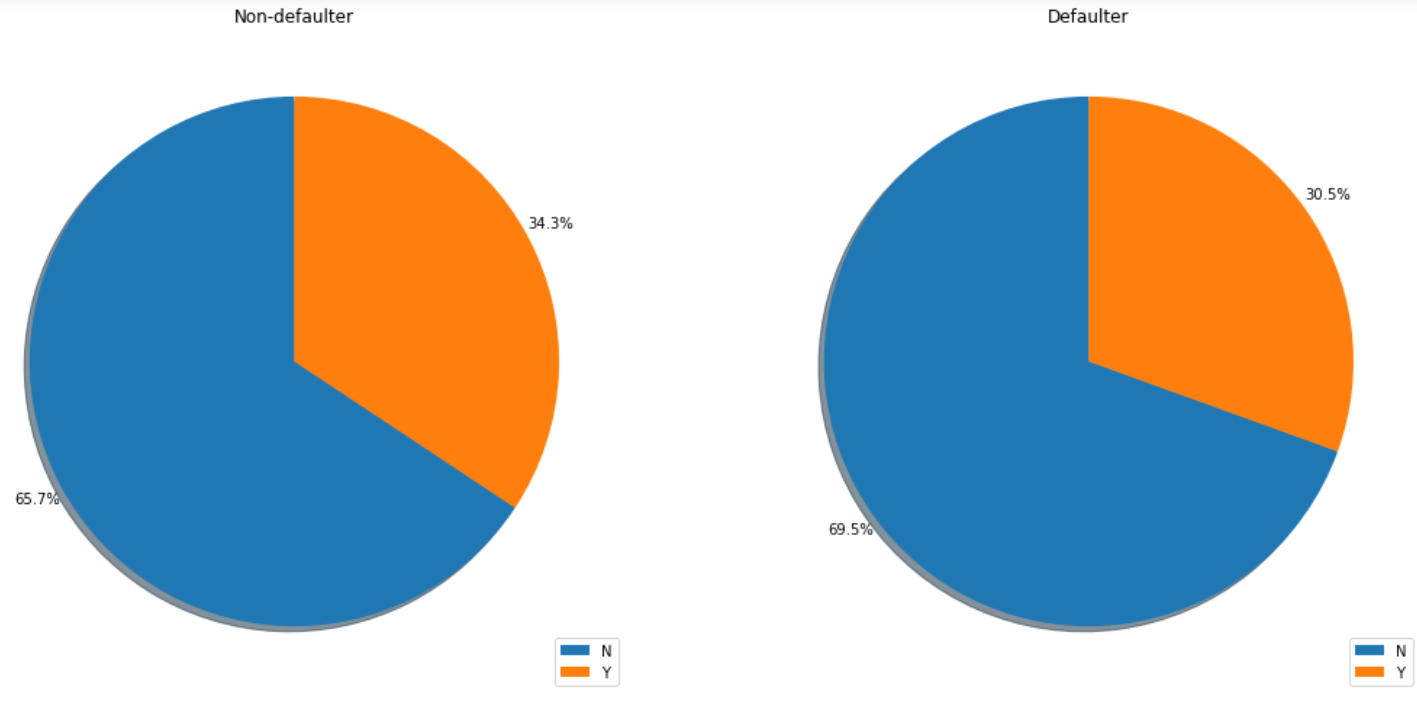 Non-defaulter
34.3%
65.7%
N
Y
Defaulter
30.5%
69.5%
N
Y